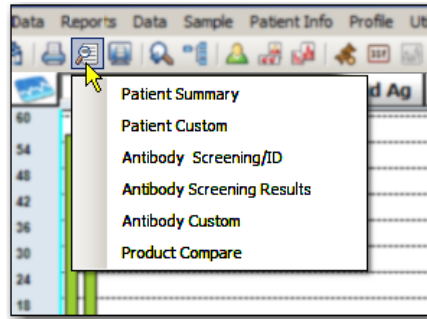 Data Reports Data Sample Patient Info Profile Ut
d Ag
Patient Summary
Patient Custom
Antibody Screening/ID
Antibody Screening Results
Antibody Custom
Product Compare
60
54
48
42
36
30
24
18